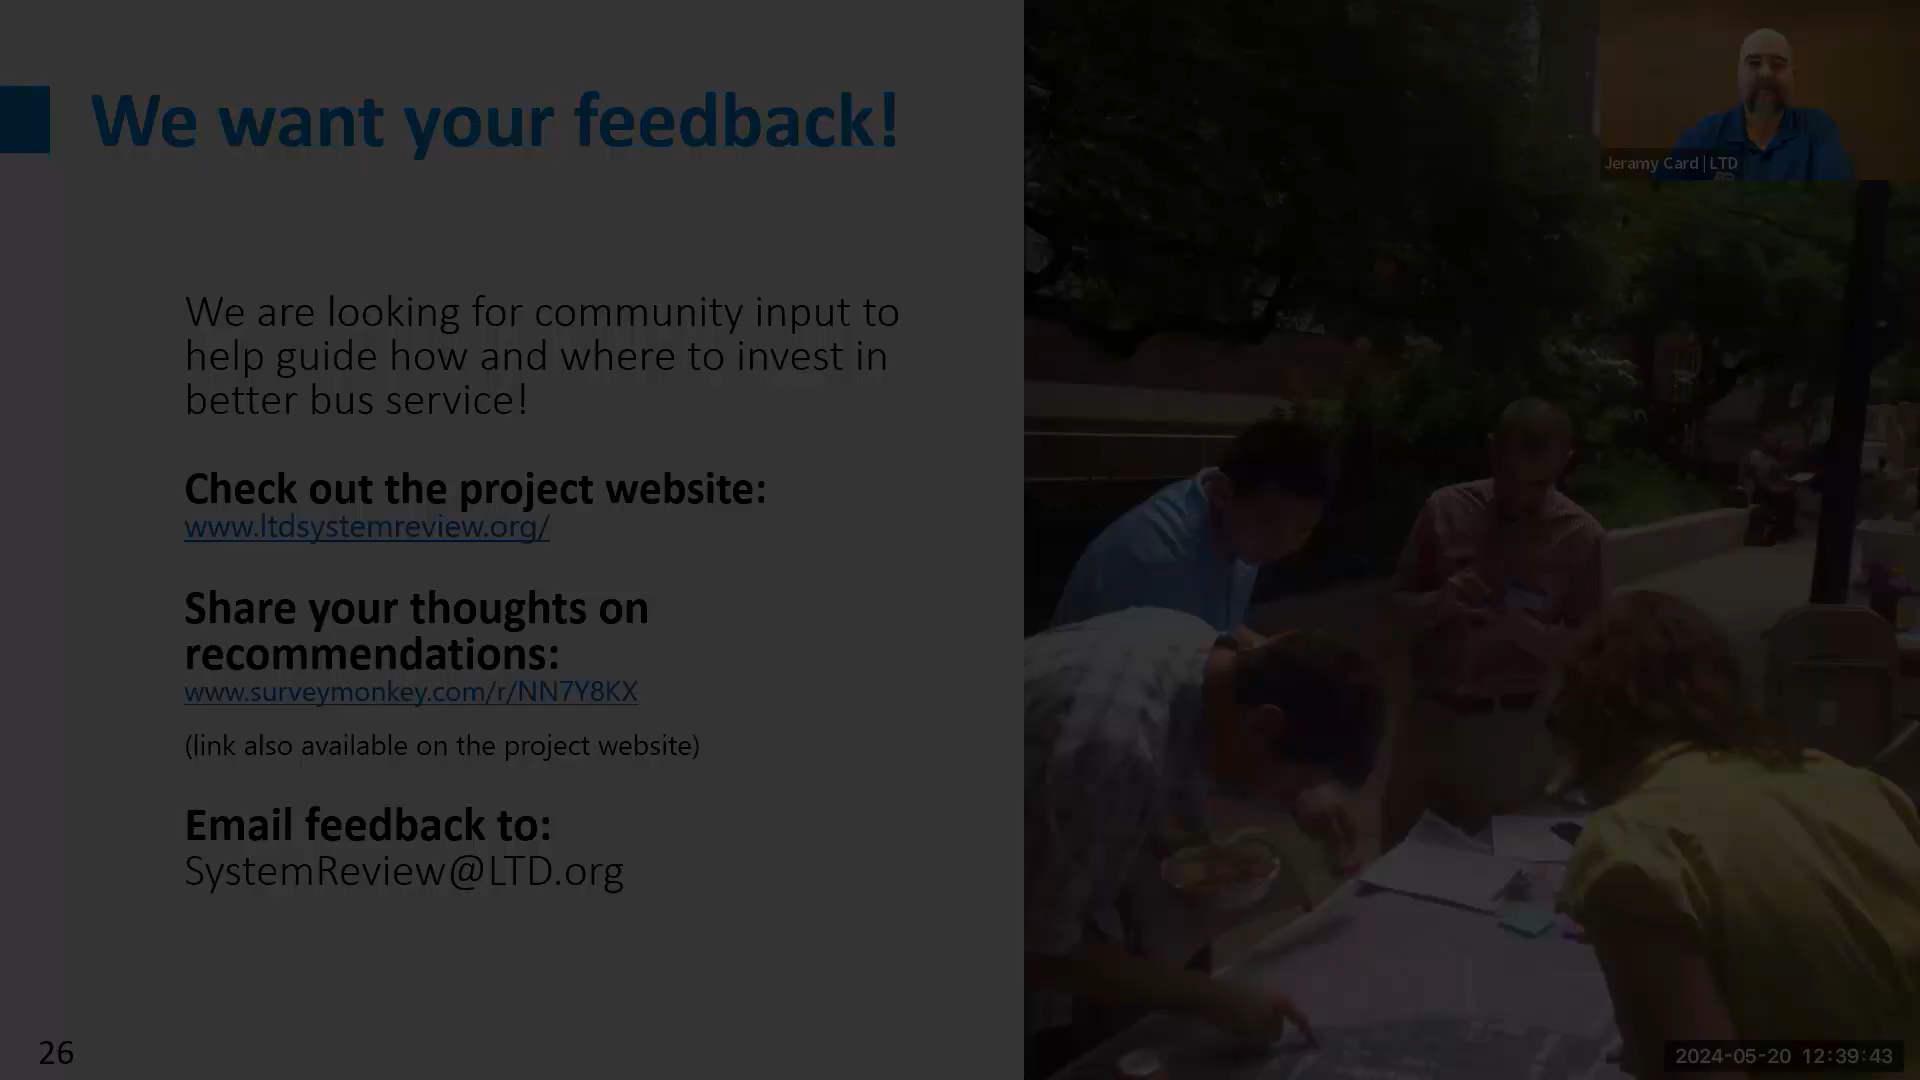 We want your feedback!
Jeramy Card | LTD
We are looking for community input to
help guide how and where to invest in
better bus service!
Check out the project website:
www.ltdsystemreview.org/
Share your thoughts on
recommendations:
www.surveymonkey.com/r/NN7Y8KX
(link also available on the project website)
Email feedback to:
SystemReview@LTD.org
26
2024-05-20 12:39:43